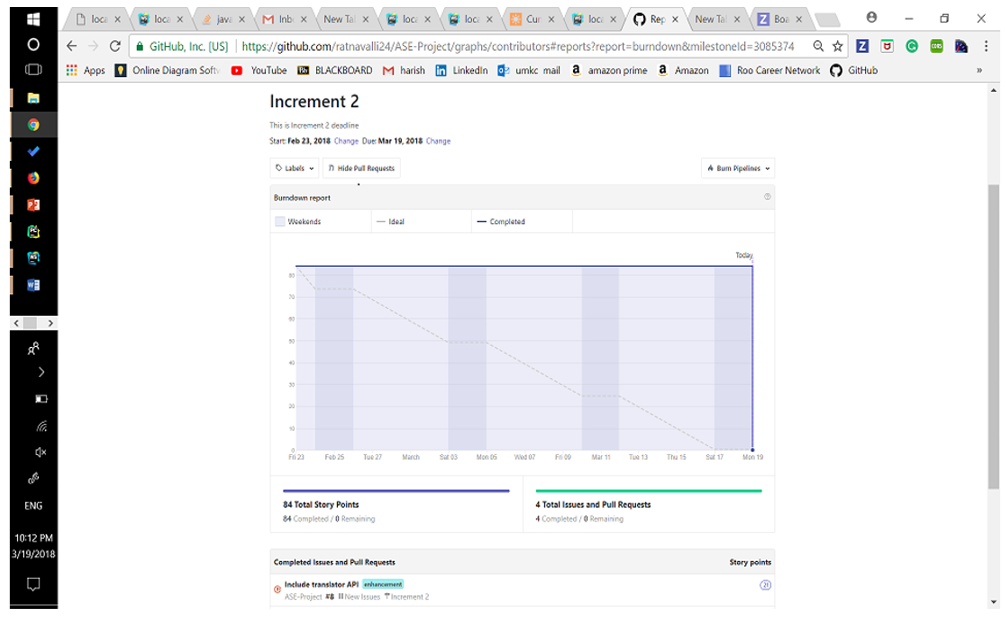 loca
loca
java
Inb
New Tal
loca
loca
Cur
loca
Rep
New Tal
Boa
GitHub, Inc. [US]
https://github.com/ratnavalli24/ASE-Project/graphs/contributors#reports?report=burndown&milestoneId=3085374
Apps
Online Diagram Softw
YouTube
BLACKBOARD
harish
LinkedIn
umkc mail
amazon prime
Amazon
Roo Career Network
GitHub
»
Increment 2
This is Increment 2 deadline
Start: Feb 23, 2018 Change Due: Mar 19, 2018 Change
Labels
Hide Pull Requests
Burn Pipelines
Burndown report
Weekends
Ideal
Completed
Today
80
70
60
50
40
30
20
10
0
Fri 23 Feb 25 Tue 27 March Sat 03 Mon 05 Wed 07 Fri 09 Mar 11 Tue 13 Thu 15 Sat 17 Mon 19
84 Total Story Points
84 Completed / 0 Remaining
4 Total Issues and Pull Requests
4 Completed / 0 Remaining
Completed Issues and Pull Requests
Story points
Include translator API enhancement
21
ASE-Project #8 New Issues Increment 2
ENG
10:12 PM
3/19/2018